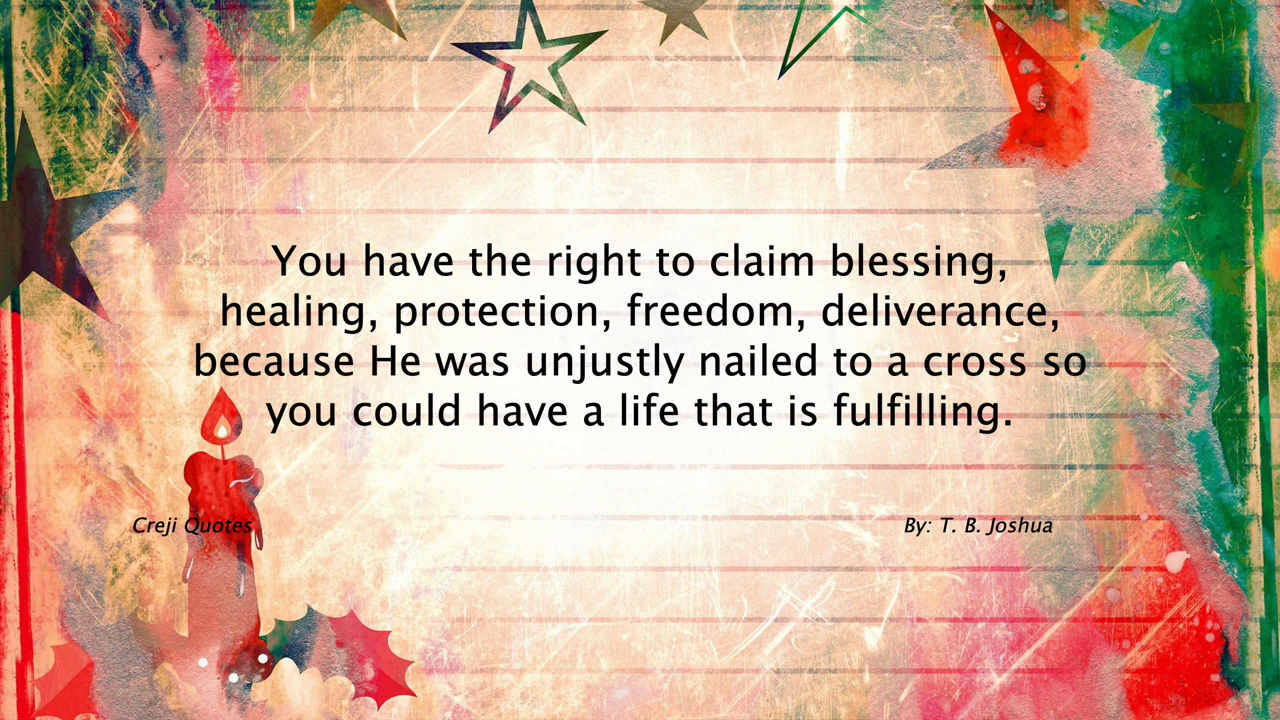 You have the right to claim blessing,
healing, protection, freedom, deliverance,
because He was unjustly nailed to a cross so
you could have a life that is fulfilling.
Creji Quotes
By: T. B. Joshua